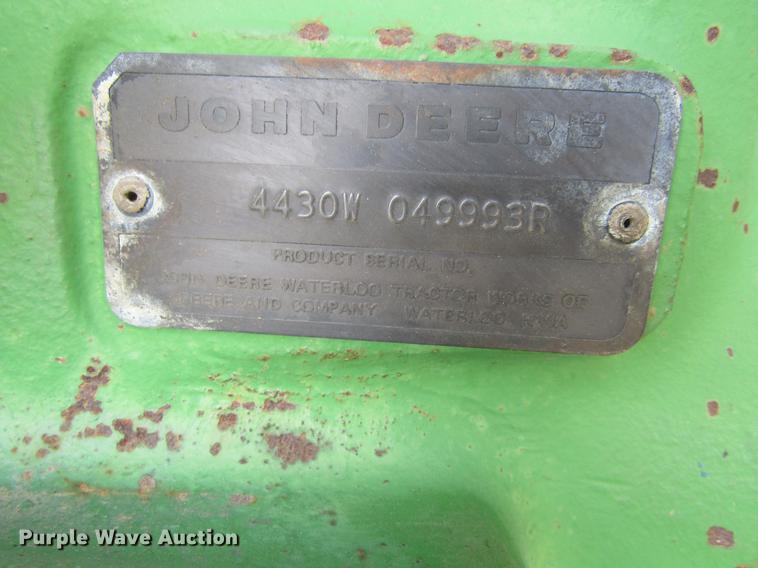 JOHN DEERE
4430W 049993R
PRODUCT SERIAL NO.
JOHN DEERE WATERLOO TRACTOR WORKS OF
DEERE AND COMPANY WATERLOO IOWA
Purple Wave Auction